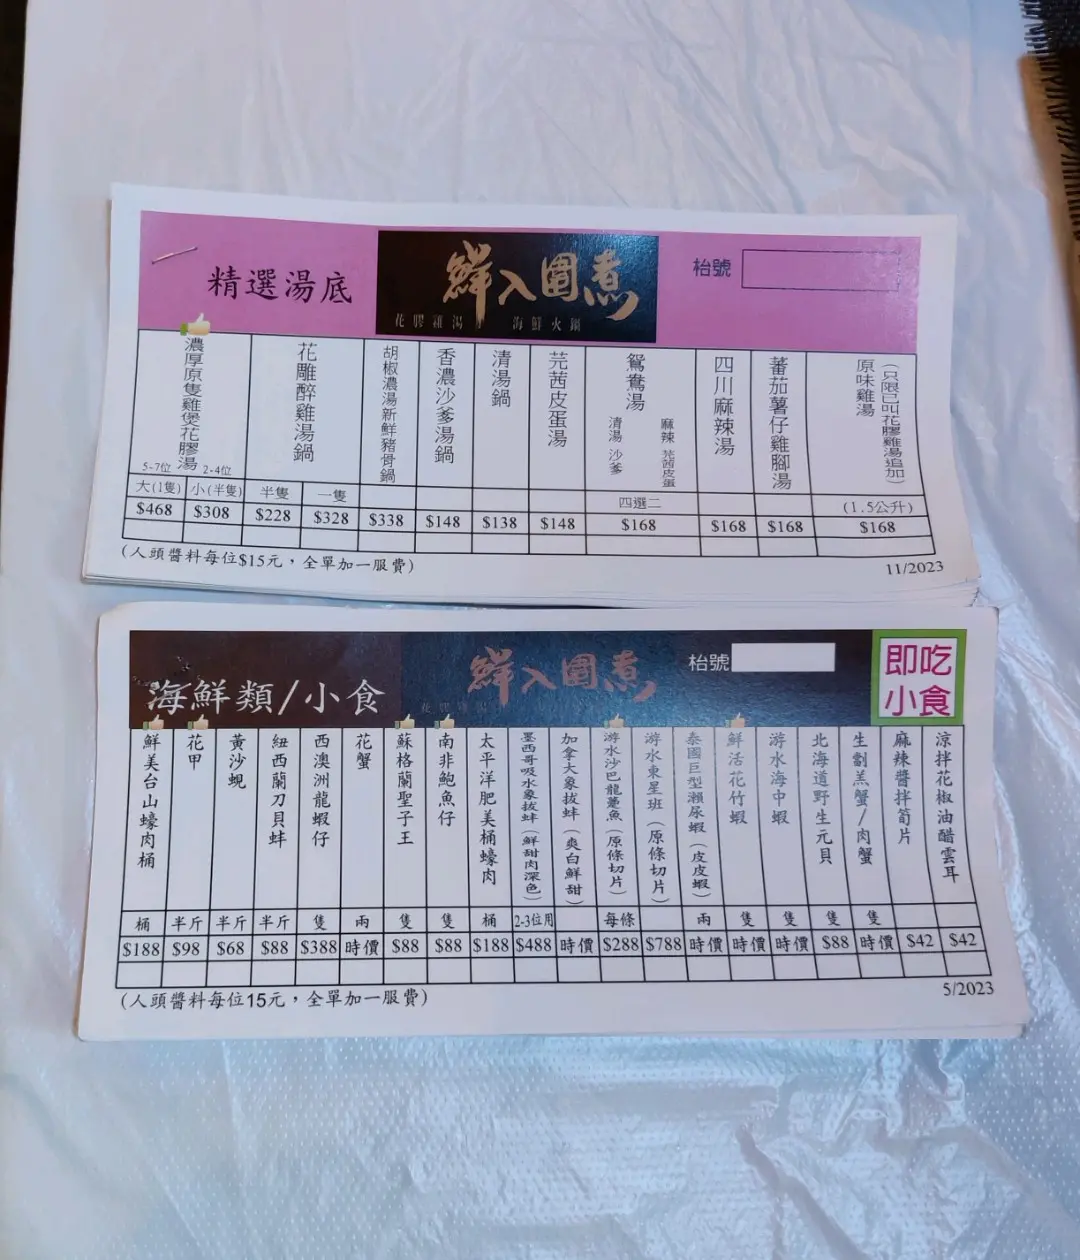 精選湯底
鮮入圍煮
花膠雞湯 海鮮火鍋
枱號
濃厚原隻雞煲花膠湯
5-7位 2-4位
花雕醉雞湯鍋
胡椒濃湯新鮮豬骨鍋
香濃沙爹湯鍋
清湯鍋
芫茜皮蛋湯
鴛鴦湯
清湯 沙爹
麻辣 芫茜皮蛋
四川麻辣湯
蕃茄薯仔雞腳湯
原味雞湯
(只限已叫花膠雞湯追加)
大(1隻) 小(半隻) 半隻 一隻 四選二 (1.5公升)
$468 $308 $228 $328 $338 $148 $138 $148 $168 $168 $168 $168
(人頭醬料每位$15元，全單加一服費)
11/2023
海鮮類/小食
鮮入圍煮
花膠雞湯
枱號
即吃
小食
鮮美台山蠔肉桶
花甲
黃沙蜆
紐西蘭刀貝蚌
西澳洲龍蝦仔
花蟹
蘇格蘭聖子王
南非鮑魚仔
太平洋肥美桶蠔肉
墨西哥吸水象拔蚌(鮮甜肉深色)
加拿大象拔蚌(爽白鮮甜)
游水沙巴龍躉魚(原條切片)
游水東星班(原條切片)
泰國巨型瀨尿蝦(皮皮蝦)
鮮活花竹蝦
游水海中蝦
北海道野生元貝
生劏羔蟹/肉蟹
麻辣醬拌筍片
涼拌花椒油醋雲耳
桶 半斤 半斤 半斤 隻 兩 隻 隻 桶 2-3位用 每條 兩 隻 隻 隻 隻
$188 $98 $68 $88 $388 時價 $88 $88 $188 $488 時價 $288 $788 時價 時價 時價 $88 時價 $42 $42
(人頭醬料每位15元，全單加一服費)
5/2023